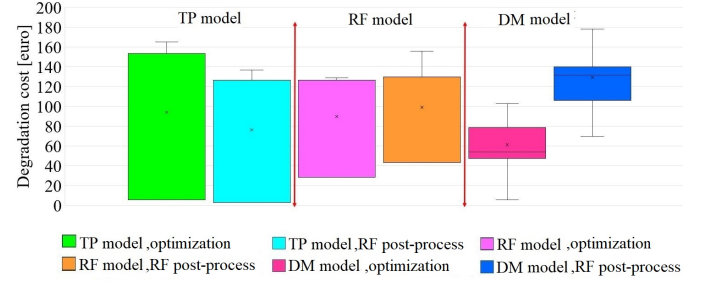 TP model
RF model
DM model
Degradation cost [euro]
200
180
160
140
120
100
80
60
40
20
0
TP model ,optimization
TP model ,RF post-process
RF model ,optimization
RF model ,RF post-process
DM model ,optimization
DM model ,RF post-process